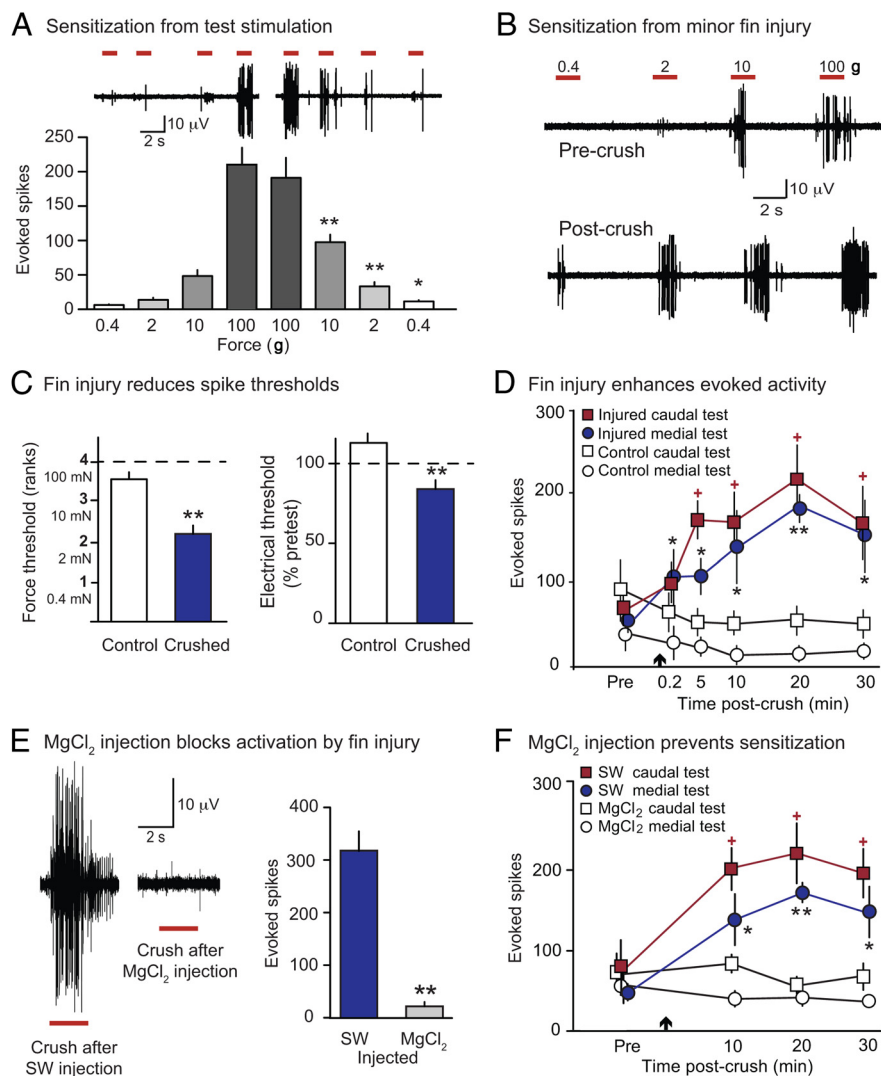 A Sensitization from test stimulation
10 µV
2 s
250
200
150
100
50
0
Evoked spikes
** ** *
0.4 2 10 100 100 10 2 0.4
Force (g)
B Sensitization from minor fin injury
0.4 2 10 100 g
Pre-crush
10 µV
2 s
Post-crush
C Fin injury reduces spike thresholds
Force threshold (ranks)
4
100 mN
3
10 mN
2
2 mN
1
0.4 mN
**
Control Crushed
Electrical threshold
(% pretest)
100
50
0
**
Control Crushed
D Fin injury enhances evoked activity
Injured caudal test
Injured medial test
Control caudal test
Control medial test
Evoked spikes
300
200
100
0
+ + + +
* * * ** *
Pre 0.2 5 10 20 30
Time post-crush (min)
E MgCl2 injection blocks activation by fin injury
10 µV
2 s
Crush after
MgCl2 injection
Crush after
SW injection
Evoked spikes
400
300
200
100
0
**
SW MgCl2
Injected
F MgCl2 injection prevents sensitization
SW caudal test
SW medial test
MgCl2 caudal test
MgCl2 medial test
Evoked spikes
300
200
100
0
+ + +
* ** *
Pre 10 20 30
Time post-crush (min)